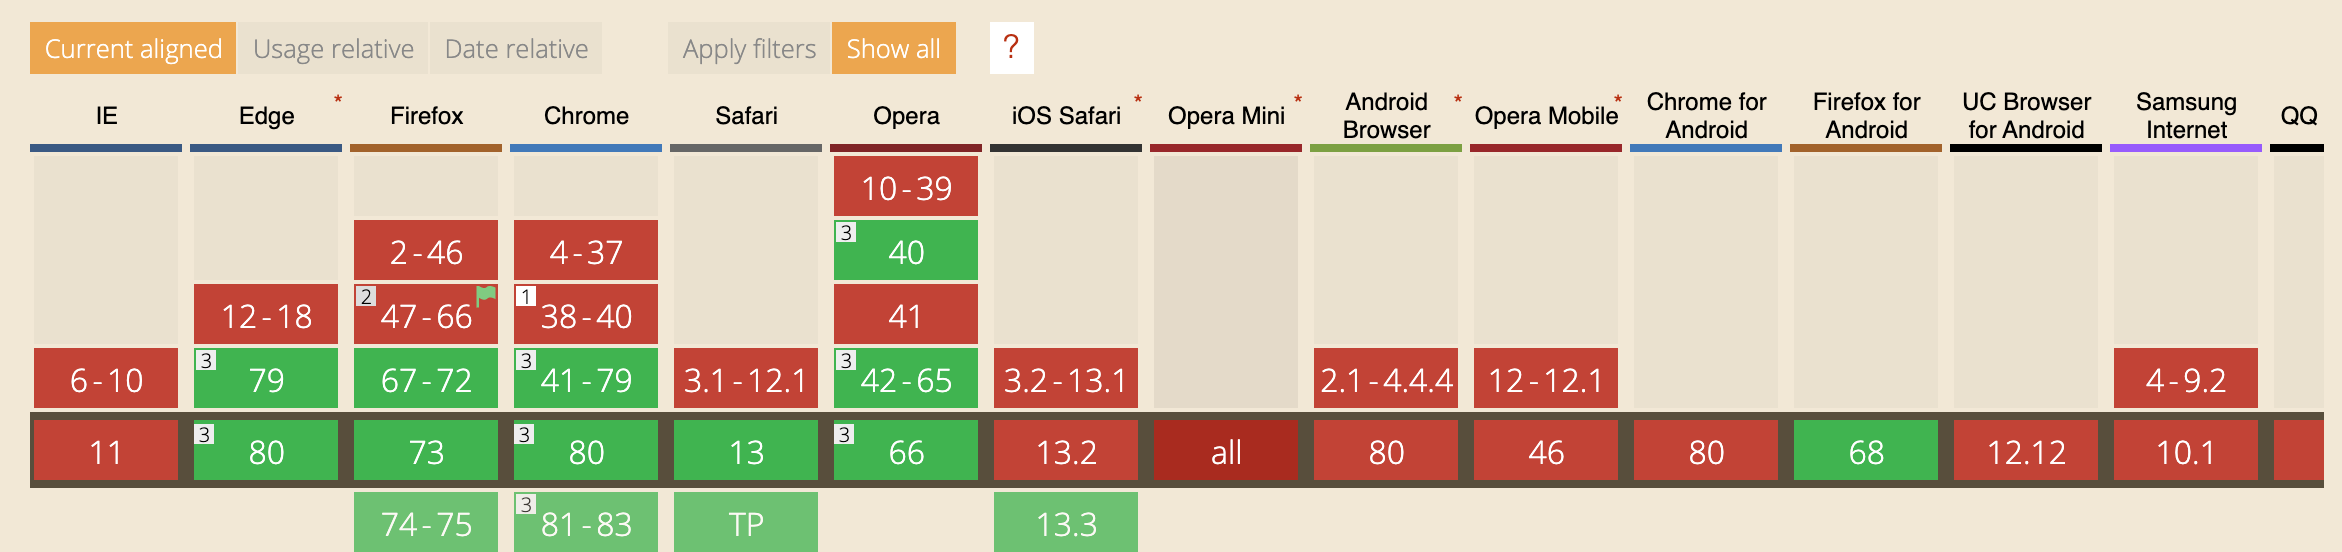 Current aligned Usage relative Date relative Apply filters Show all ?
IE Edge * Firefox Chrome Safari Opera iOS Safari * Opera Mini * Android Browser * Opera Mobile * Chrome for Android Firefox for Android UC Browser for Android Samsung Internet QQ
10-39
2-46 4-37 3 40
12-18 2 47-66 1 38-40 41
6-10 3 79 67-72 3 41-79 3.1-12.1 3 42-65 3.2-13.1 2.1-4.4.4 12-12.1 4-9.2
11 3 80 73 3 80 13 3 66 13.2 all 80 46 80 68 12.12 10.1
74-75 3 81-83 TP 13.3